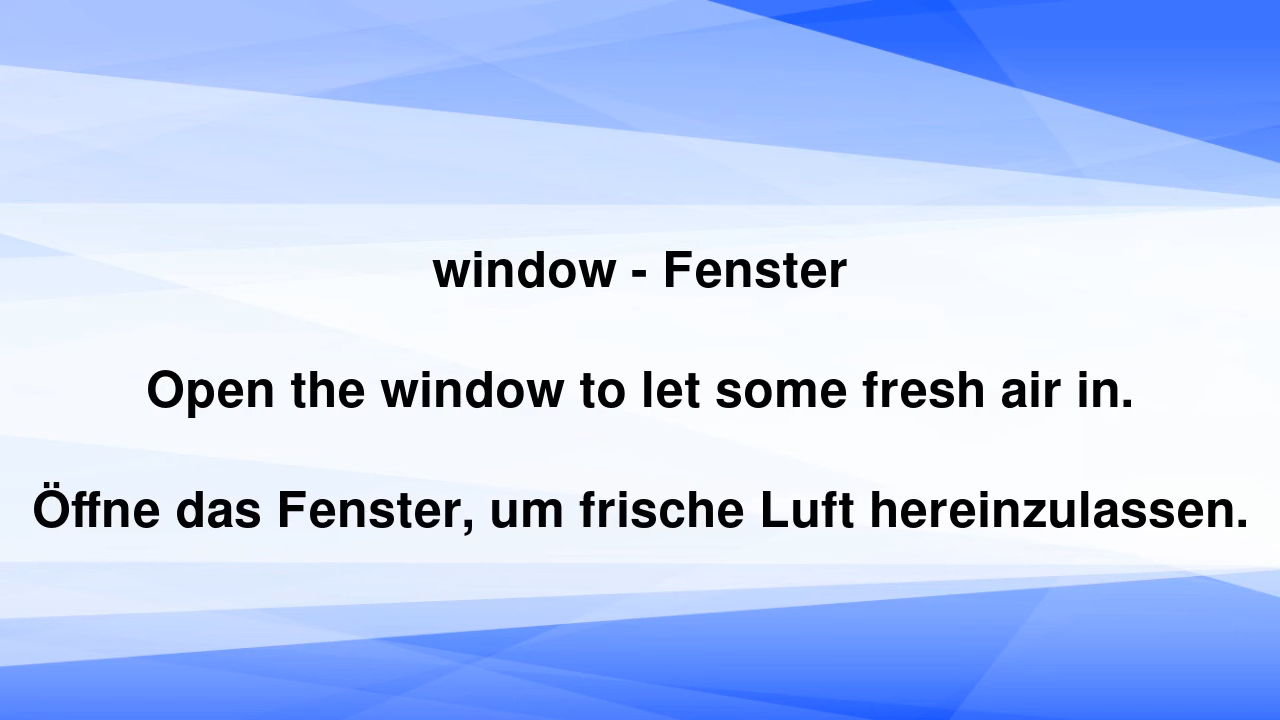 window - Fenster
Open the window to let some fresh air in.
Öffne das Fenster, um frische Luft hereinzulassen.